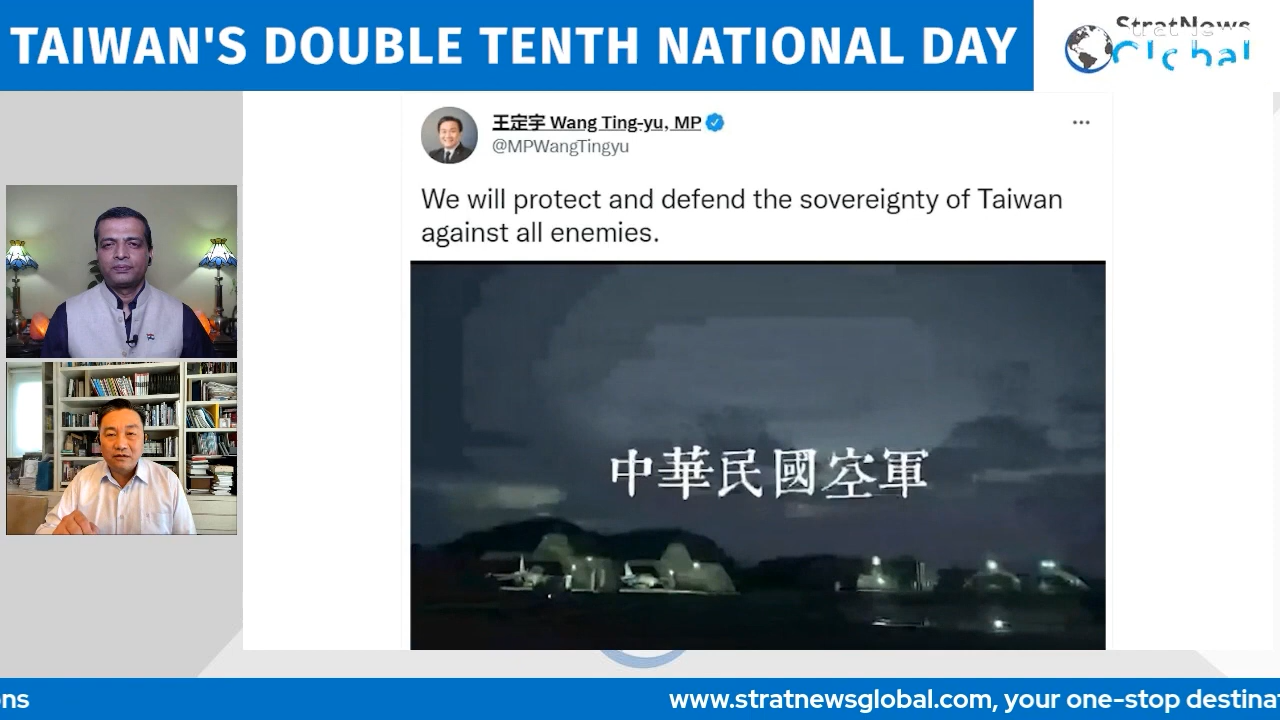 TAIWAN'S DOUBLE TENTH NATIONAL DAY
StratNews
Global
王定宇 Wang Ting-yu, MP
@MPWangTingyu
We will protect and defend the sovereignty of Taiwan
against all enemies.
中華民國空軍
ns www.stratnewsglobal.com, your one-stop destina